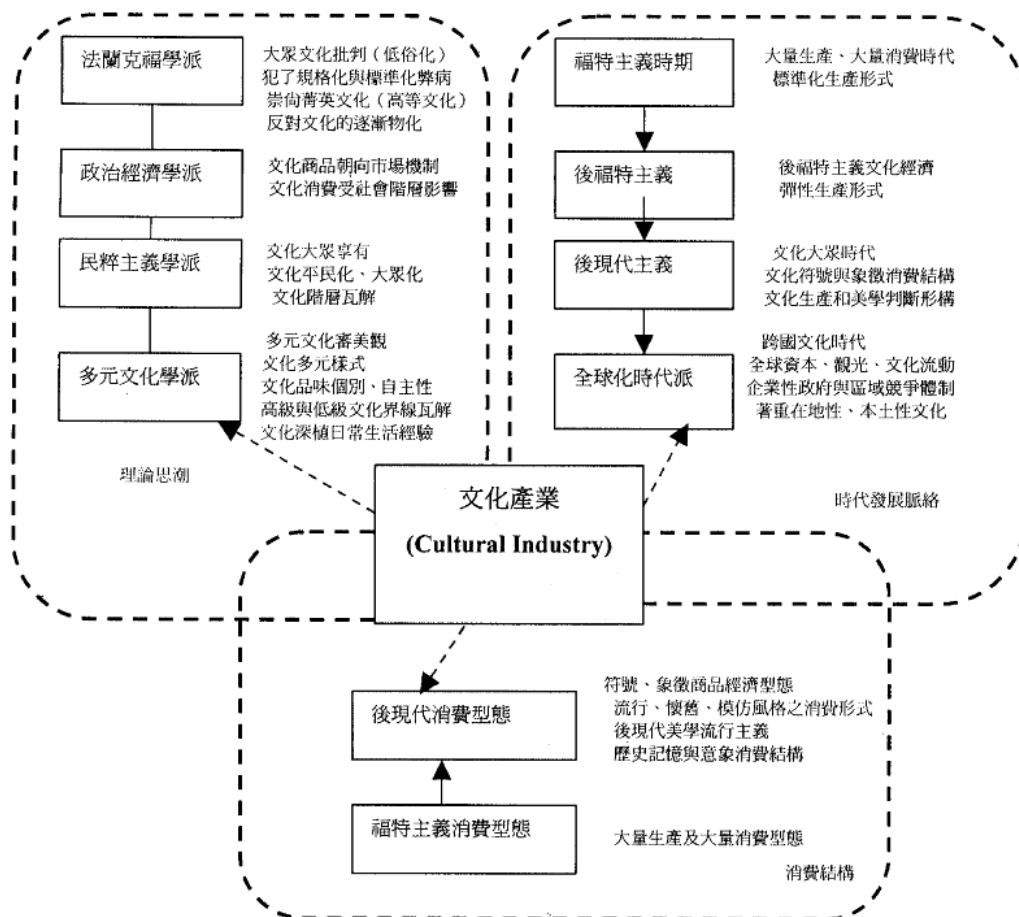 法蘭克福學派
大眾文化批判（低俗化）
犯了規格化與標準化弊病
崇尚菁英文化（高等文化）
反對文化的逐漸物化
政治經濟學派
文化商品朝向市場機制
文化消費受社會階層影響
民粹主義學派
文化大眾享有
文化平民化、大眾化
文化階層瓦解
多元文化學派
多元文化審美觀
文化多元樣式
文化品味個別、自主性
高級與低級文化界線瓦解
文化深植日常生活經驗
理論思潮
福特主義時期
大量生產、大量消費時代
標準化生產形式
後福特主義
後福特主義文化經濟
彈性生產形式
後現代主義
文化大眾時代
文化符號與象徵消費結構
文化生產和美學判斷形構
全球化時代派
跨國文化時代
全球資本、觀光、文化流動
企業性政府與區域競爭體制
著重在地性、本土性文化
時代發展脈絡
文化產業
(Cultural Industry)
後現代消費型態
符號、象徵商品經濟型態
流行、懷舊、模仿風格之消費形式
後現代美學流行主義
歷史記憶與意象消費結構
福特主義消費型態
大量生產及大量消費型態
消費結構